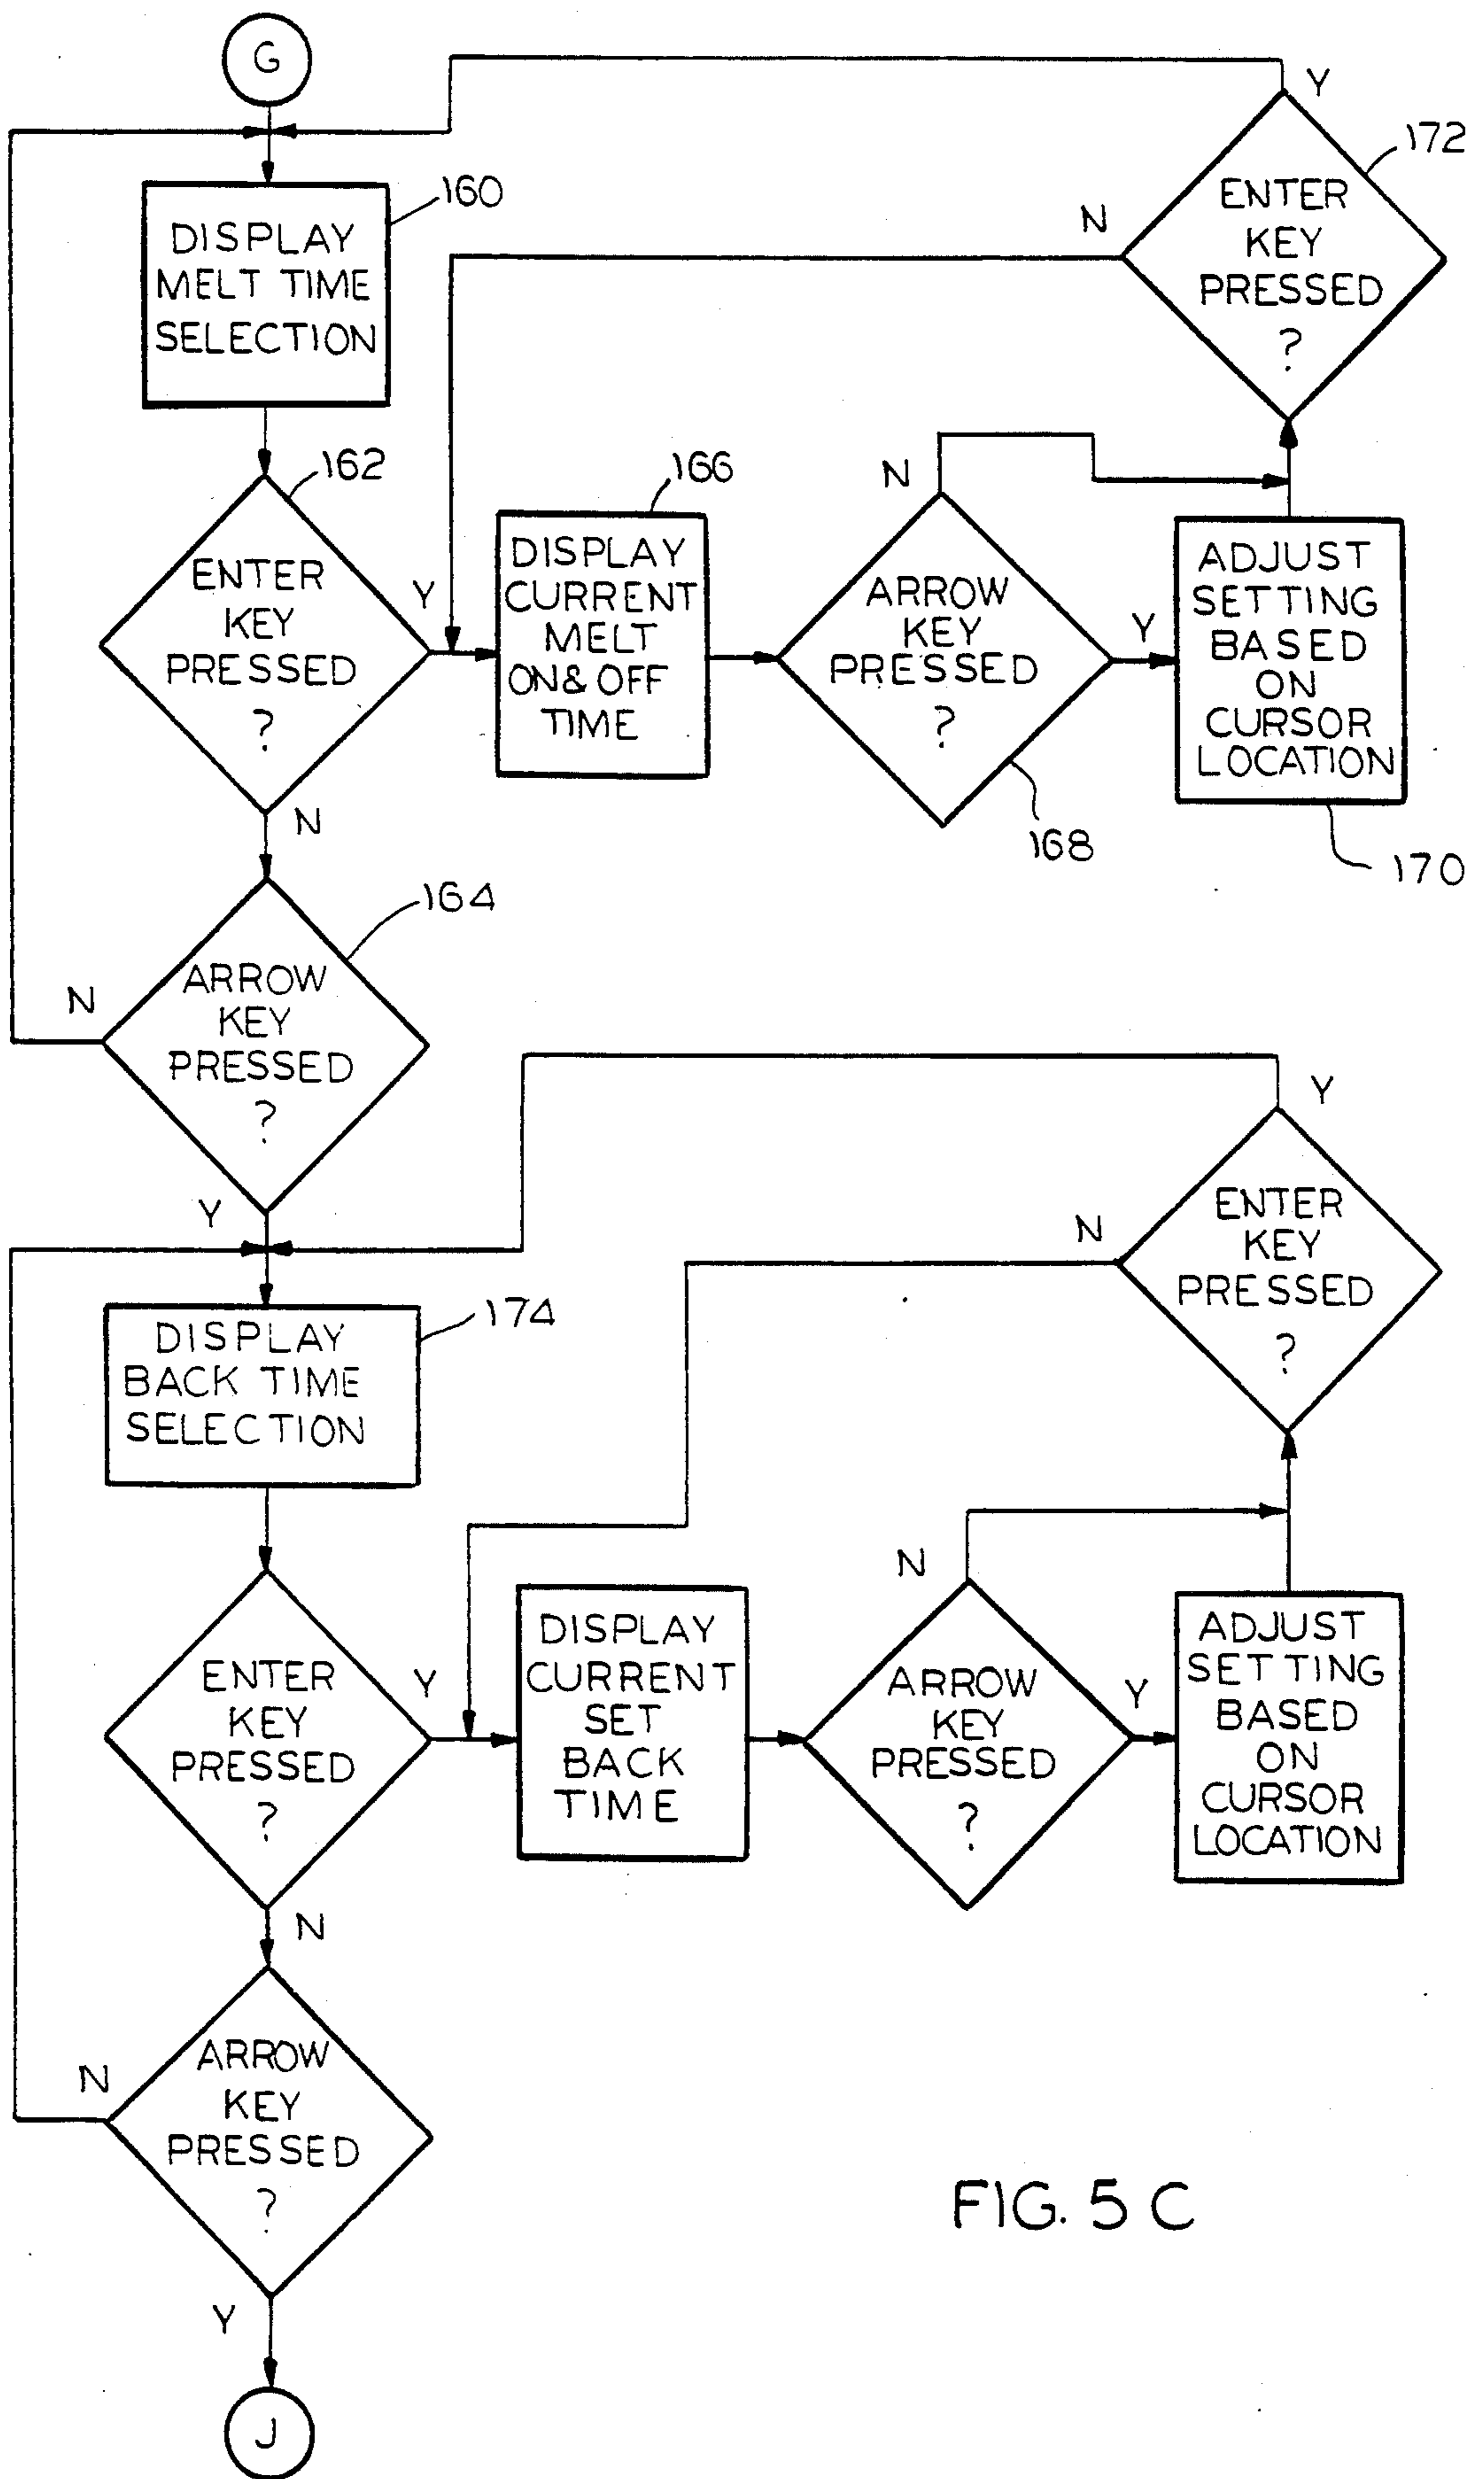 G
160
DISPLAY
MELT TIME
SELECTION
162
ENTER
KEY
PRESSED
?
Y
N
166
DISPLAY
CURRENT
MELT
ON & OFF
TIME
N
ARROW
KEY
PRESSED
?
Y
168
ADJUST
SETTING
BASED
ON
CURSOR
LOCATION
170
Y
172
N
ENTER
KEY
PRESSED
?
164
N
ARROW
KEY
PRESSED
?
Y
174
DISPLAY
BACK TIME
SELECTION
ENTER
KEY
PRESSED
?
Y
N
DISPLAY
CURRENT
SET
BACK
TIME
N
ARROW
KEY
PRESSED
?
Y
ADJUST
SETTING
BASED
ON
CURSOR
LOCATION
Y
N
ENTER
KEY
PRESSED
?
N
ARROW
KEY
PRESSED
?
Y
J
FIG. 5 C